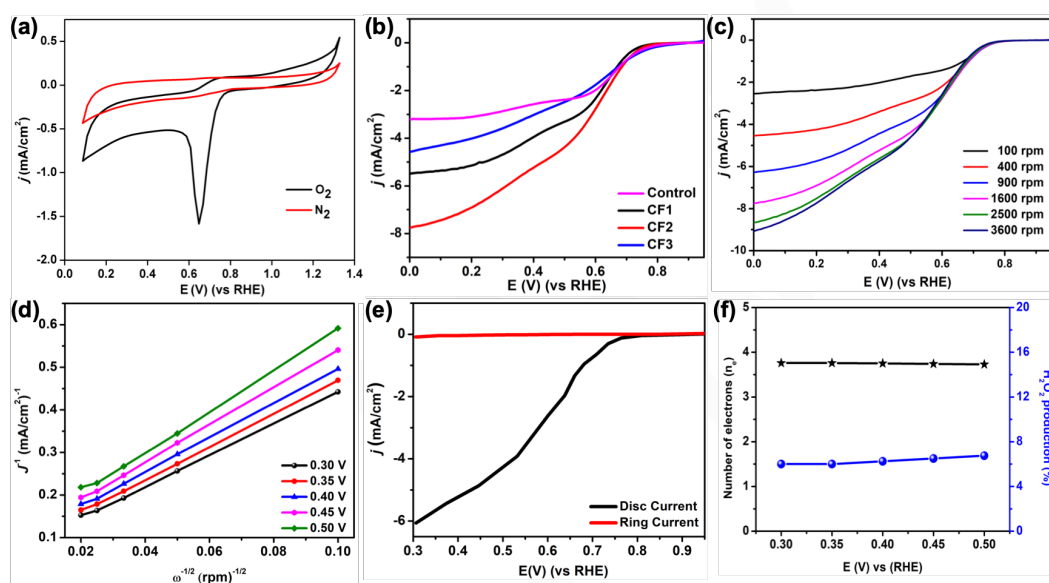 (a)
0.5
0.0
-0.5
-1.0
-1.5
-2.0
j (mA/cm²)
O₂
N₂
0.0 0.2 0.4 0.6 0.8 1.0 1.2 1.4
E (V) (vs RHE)
(b)
0
-2
-4
-6
-8
j (mA/cm²)
Control
CF1
CF2
CF3
0.0 0.2 0.4 0.6 0.8
E (V) (vs RHE)
(c)
0
-2
-4
-6
-8
-10
j (mA/cm²)
100 rpm
400 rpm
900 rpm
1600 rpm
2500 rpm
3600 rpm
0.0 0.2 0.4 0.6 0.8
E (V) (vs RHE)
(d)
0.6
0.5
0.4
0.3
0.2
0.1
J⁻¹ (mA/cm²)⁻¹
0.30 V
0.35 V
0.40 V
0.45 V
0.50 V
0.02 0.04 0.06 0.08 0.10
ω⁻¹/² (rpm)⁻¹/²
(e)
0
-2
-4
-6
j (mA/cm²)
Disc Current
Ring Current
0.3 0.4 0.5 0.6 0.7 0.8 0.9
E(V) (vs RHE)
(f)
5
4
3
2
1
0
Number of electrons (nₑ)
20
16
12
8
4
0
H₂O₂ production (%)
0.30 0.35 0.40 0.45 0.50
E (V) vs (RHE)